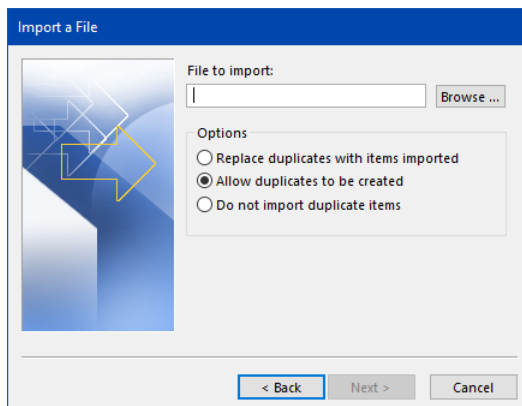 Import a File
File to import:
Browse ...
Options
Replace duplicates with items imported
Allow duplicates to be created
Do not import duplicate items
< Back
Next >
Cancel